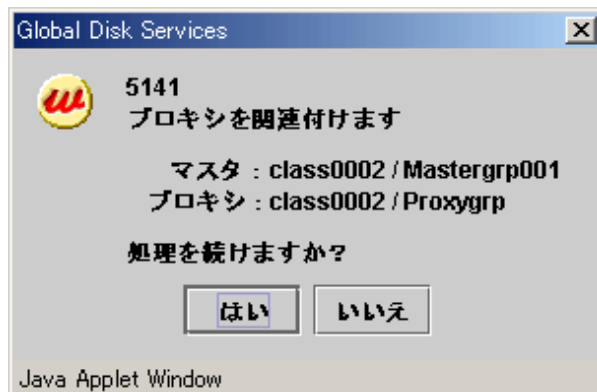 Global Disk Services
5141
プロキシを関連付けます
マスタ : class0002 / Mastergrp001
プロキシ : class0002 / Proxygrp
処理を続けますか?
はい いいえ
Java Applet Window